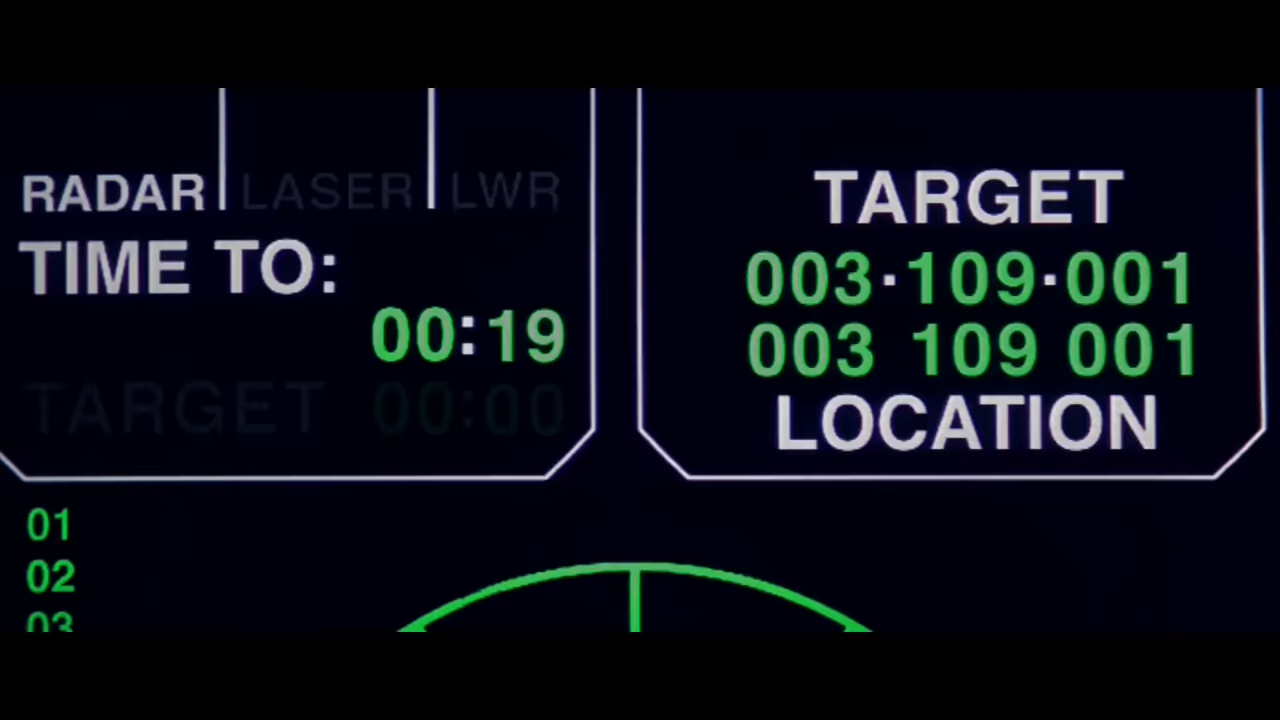 RADAR LASER LWR
TIME TO:
00:19
TARGET 00:00
TARGET
003·109·001
003 109 001
LOCATION
01
02
03